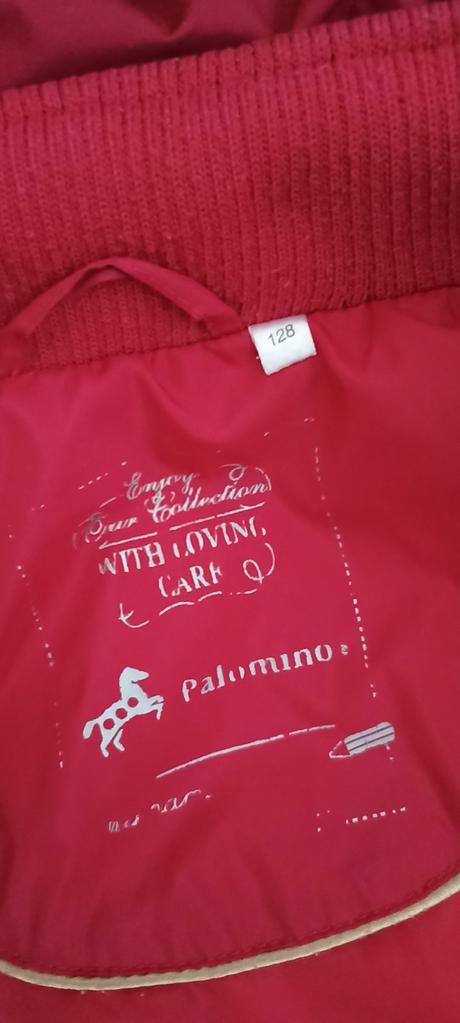 128
Enjoy
Our Collection
WITH LOVING
CARE
Palomino